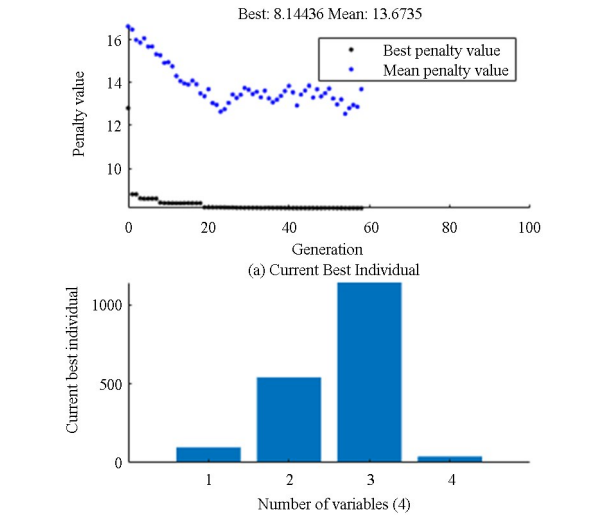 Best: 8.14436 Mean: 13.6735
16
14
12
10
Penalty value
Best penalty value
Mean penalty value
0 20 40 60 80 100
Generation
(a) Current Best Individual
1000
500
0
Current best individual
1 2 3 4
Number of variables (4)